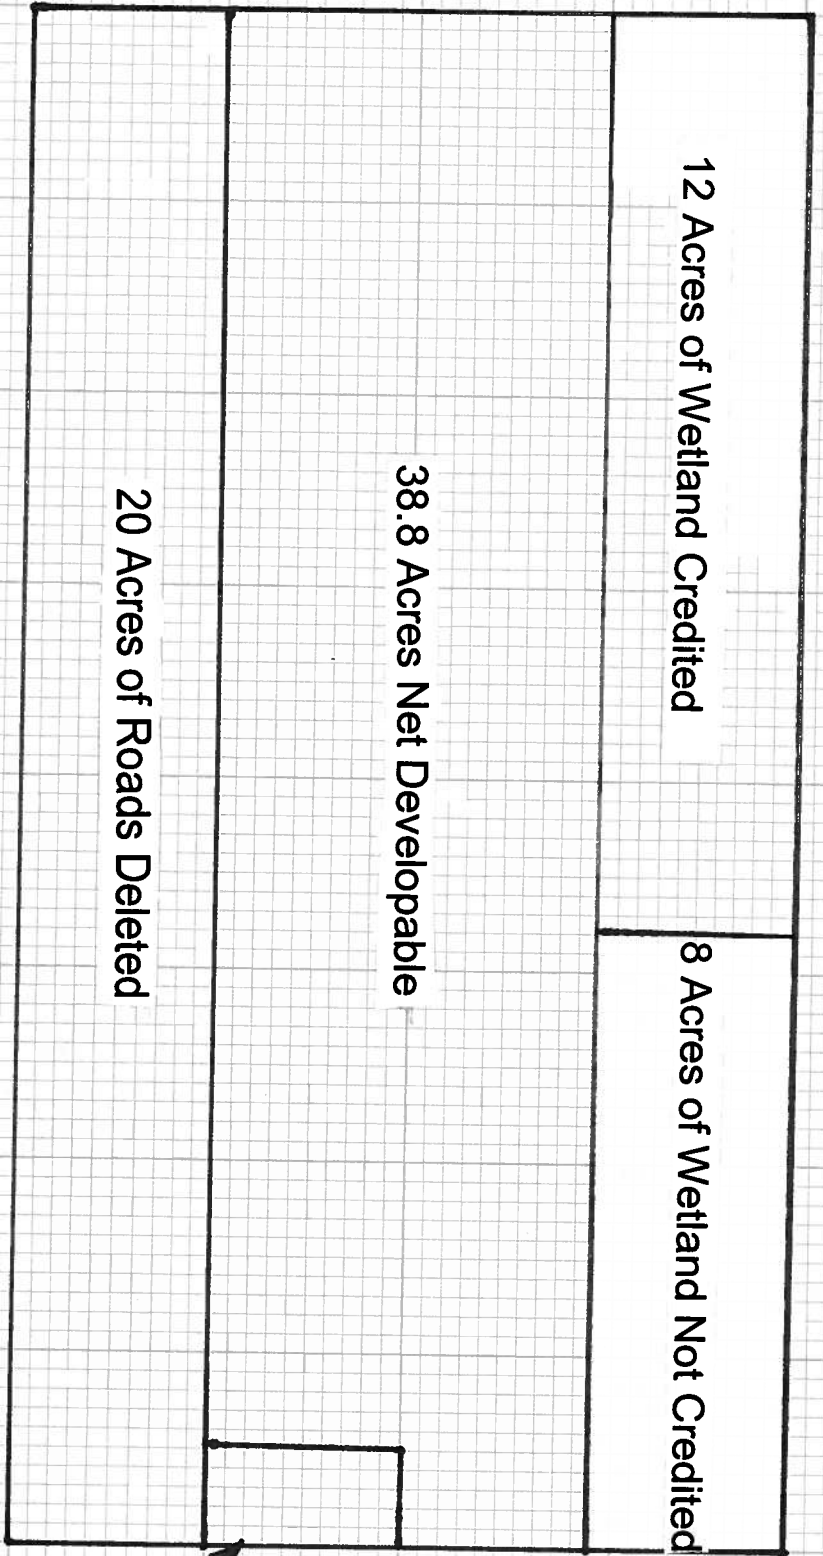 12 Acres of Wetland Credited
8 Acres of Wetland Not Credited
38.8 Acres Net Developable
20 Acres of Roads Deleted